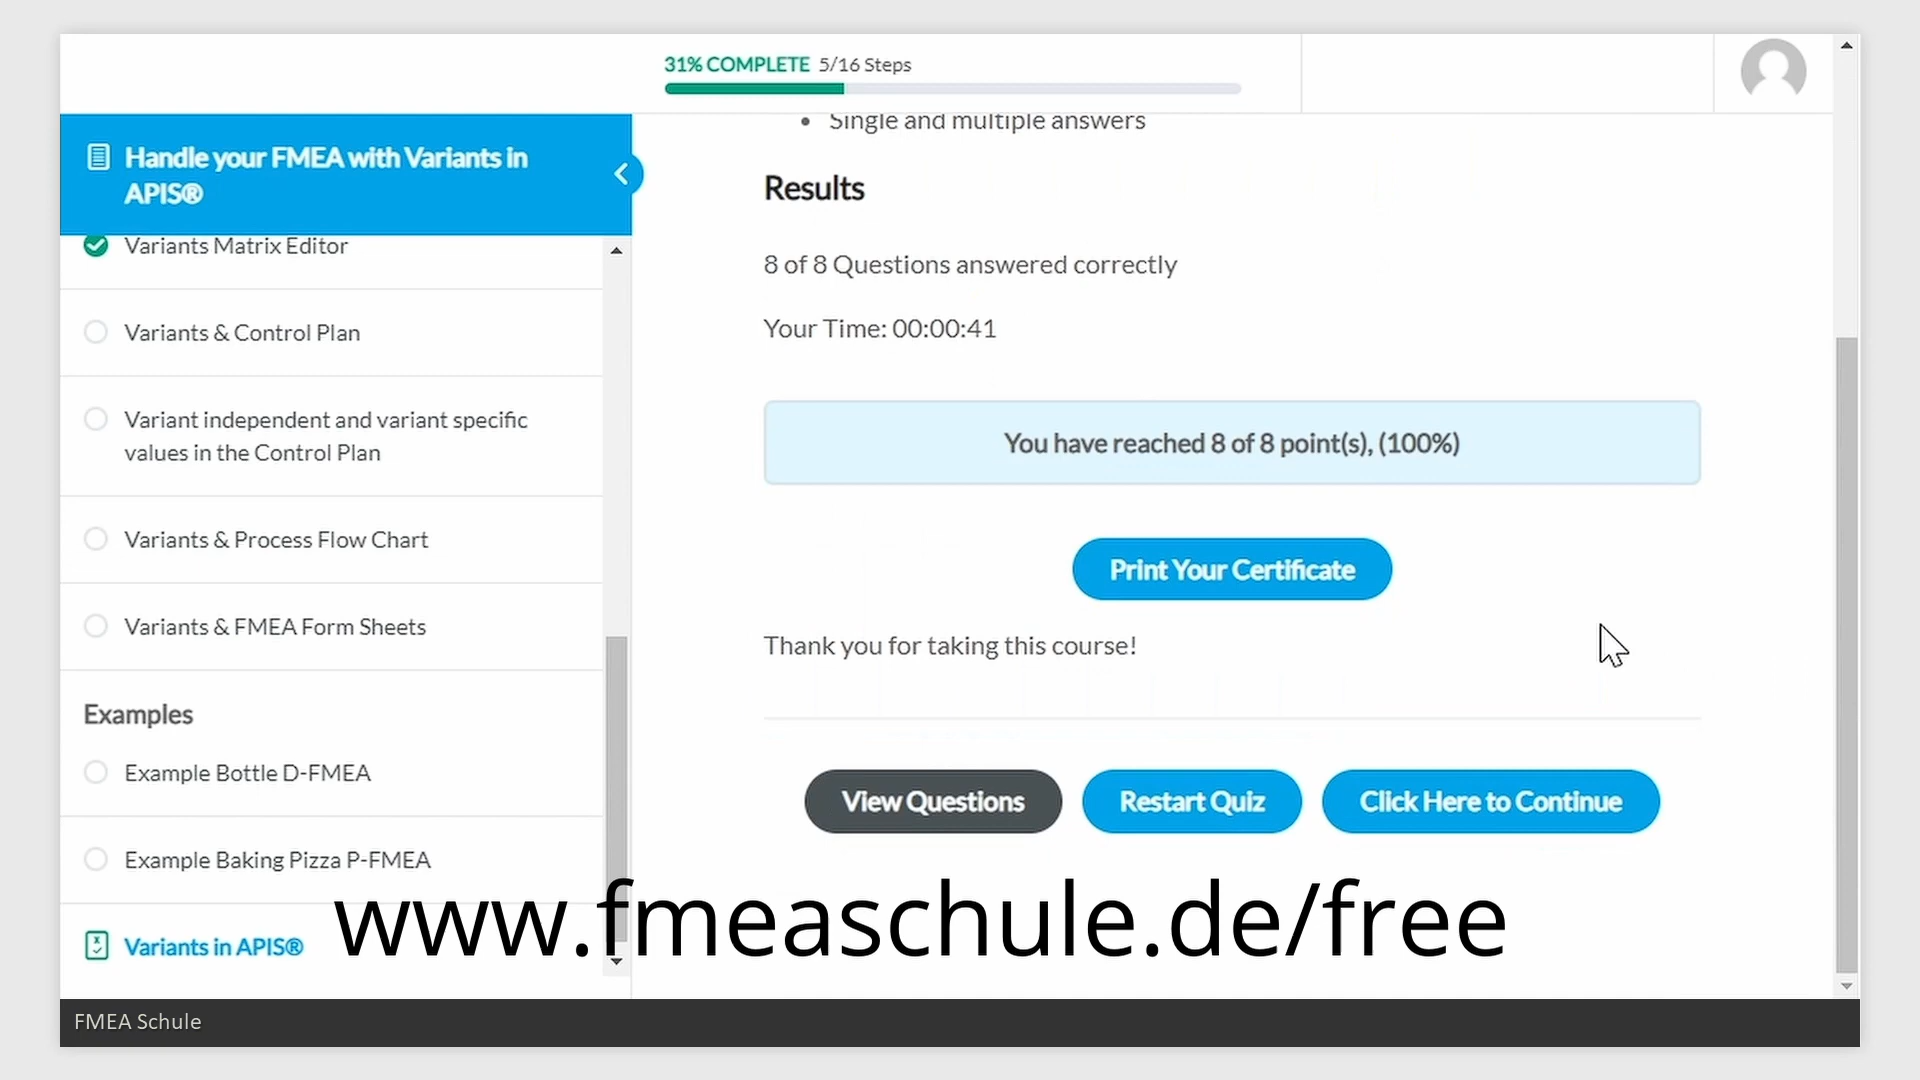 31% COMPLETE 5/16 Steps
Handle your FMEA with Variants in
APIS®
Variants Matrix Editor
Variants & Control Plan
Variant independent and variant specific
values in the Control Plan
Variants & Process Flow Chart
Variants & FMEA Form Sheets
Examples
Example Bottle D-FMEA
Example Baking Pizza P-FMEA
Variants in APIS®
Single and multiple answers
Results
8 of 8 Questions answered correctly
Your Time: 00:00:41
You have reached 8 of 8 point(s), (100%)
Print Your Certificate
Thank you for taking this course!
View Questions
Restart Quiz
Click Here to Continue
www.fmeaschule.de/free
FMEA Schule